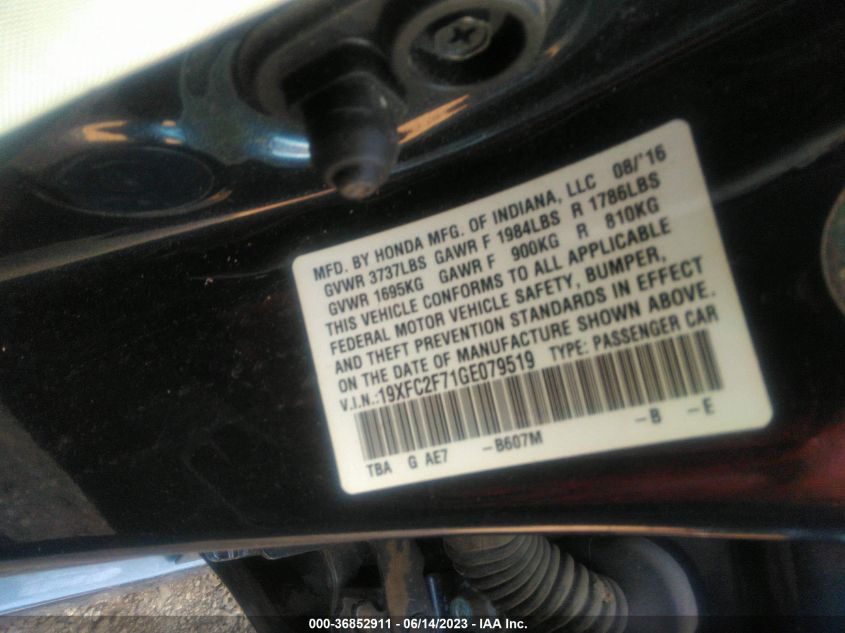 MFD. BY HONDA MFG. OF INDIANA, LLC 08/'16
GVWR 3737LBS GAWR F 1984LBS R 1786LBS
GVWR 1695KG GAWR F 900KG R 810KG
THIS VEHICLE CONFORMS TO ALL APPLICABLE
FEDERAL MOTOR VEHICLE SAFETY, BUMPER,
AND THEFT PREVENTION STANDARDS IN EFFECT
ON THE DATE OF MANUFACTURE SHOWN ABOVE.
V.I.N.:19XFC2F71GE079519 TYPE: PASSENGER CAR
TBA G AE7 -B607M -B -E
000-36852911 - 06/14/2023 - IAA Inc.